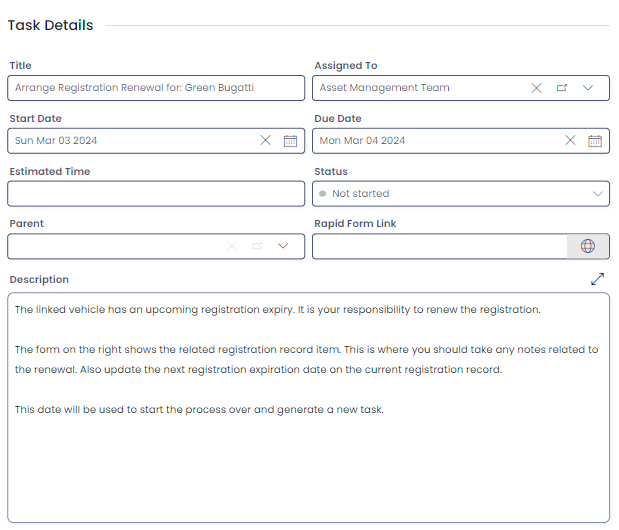 Task Details
Title
Assigned To
Arrange Registration Renewal for: Green Bugatti
Asset Management Team
Start Date
Due Date
Sun Mar 03 2024
Mon Mar 04 2024
Estimated Time
Status
Not started
Parent
Rapid Form Link
Description
The linked vehicle has an upcoming registration expiry. It is your responsibility to renew the registration.
The form on the right shows the related registration record item. This is where you should take any notes related to
the renewal. Also update the next registration expiration date on the current registration record.
This date will be used to start the process over and generate a new task.